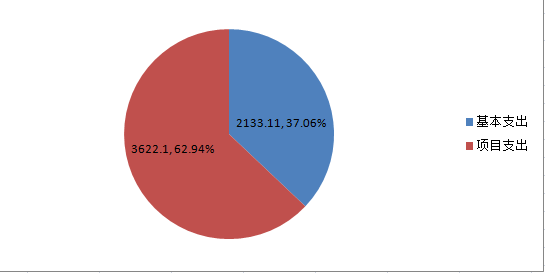 2133.11, 37.06%
3622.1, 62.94%
基本支出
项目支出